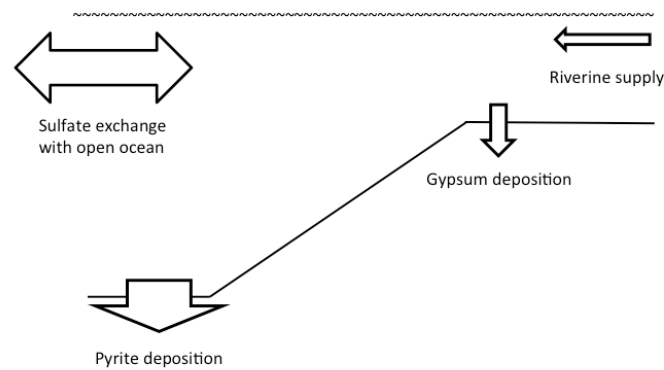 Riverine supply
Sulfate exchange
with open ocean
Gypsum deposition
Pyrite deposition